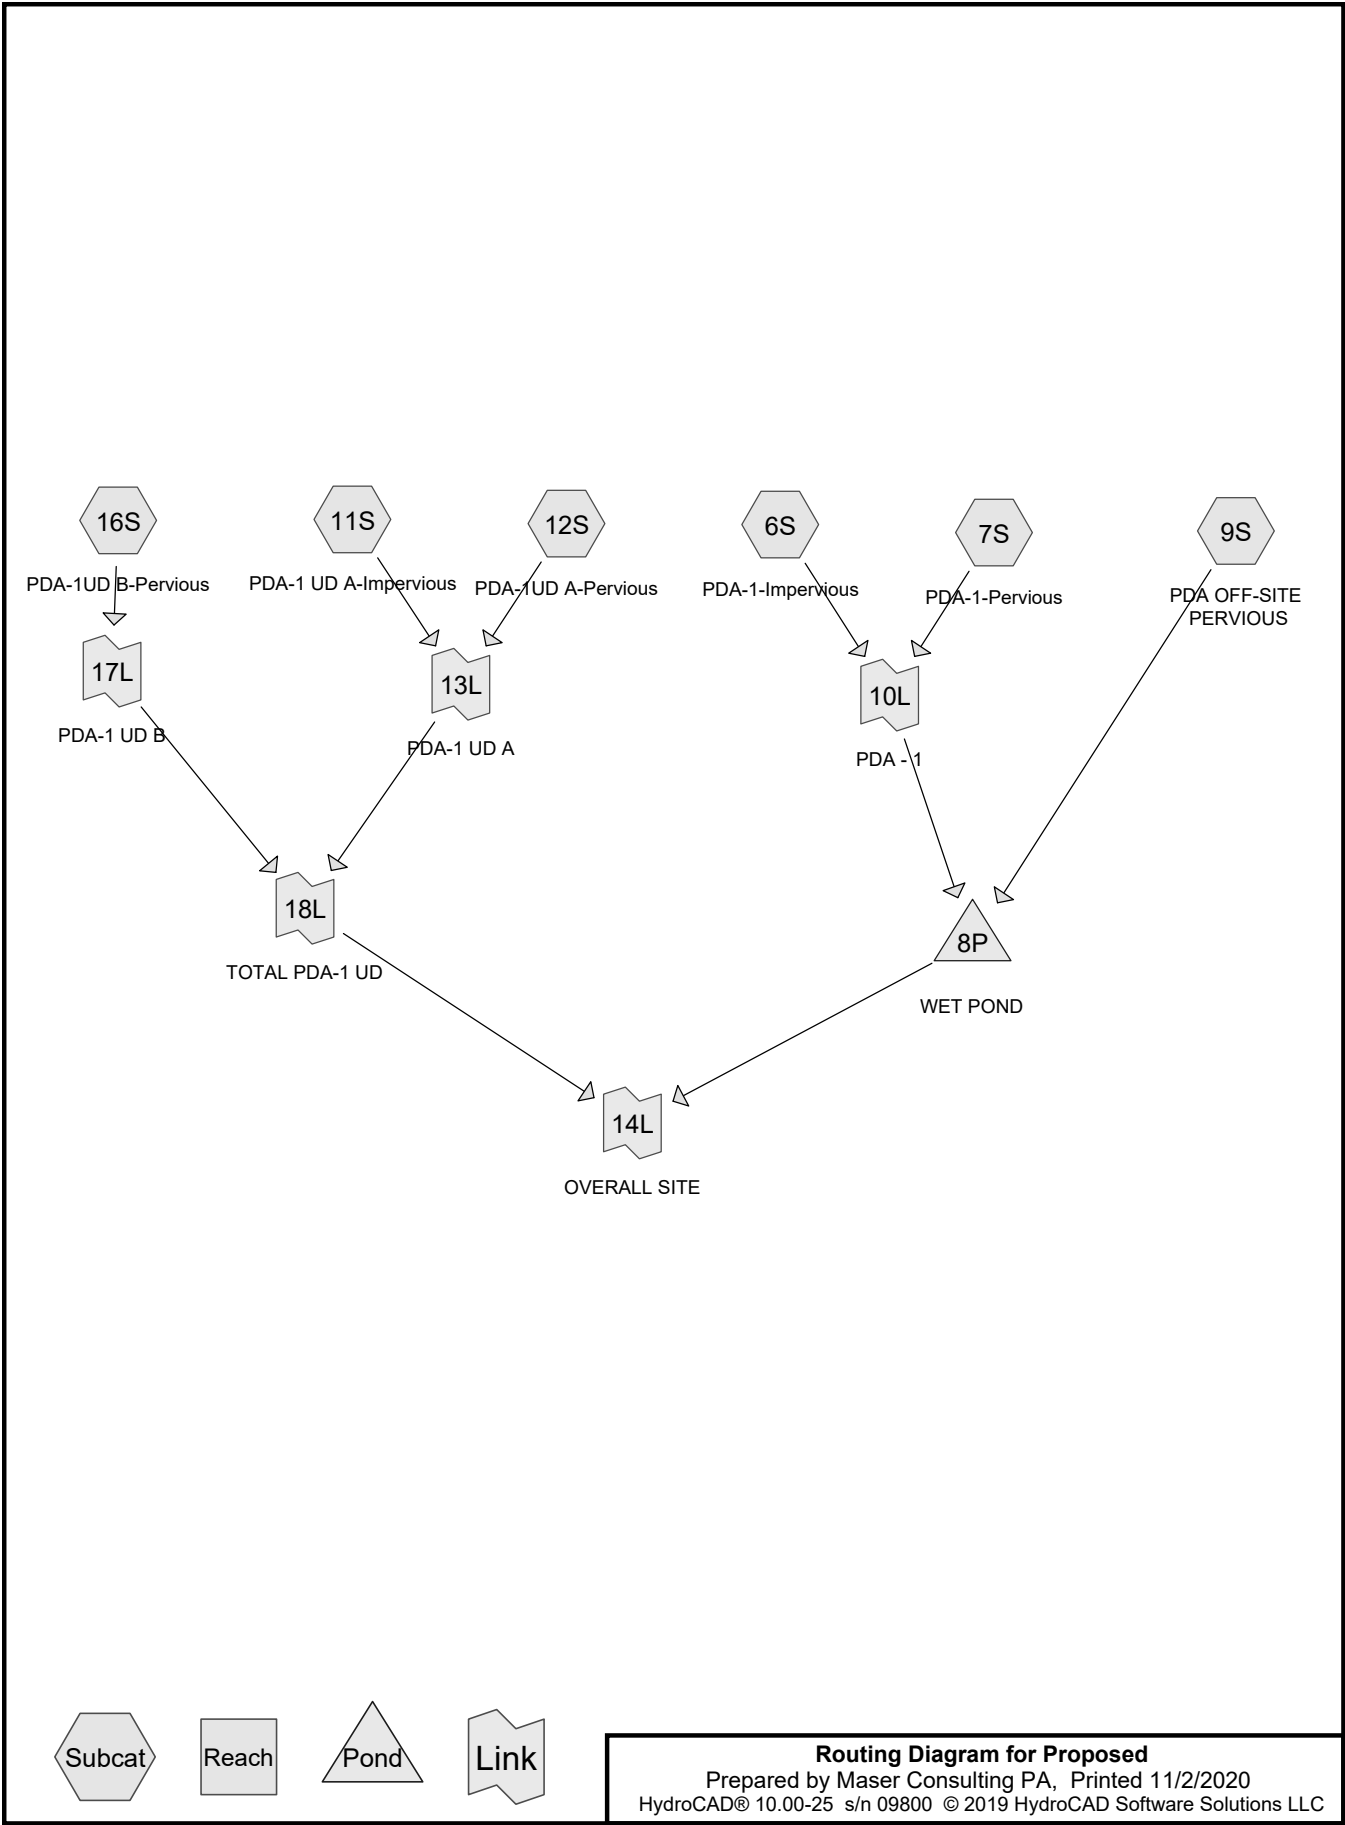 16S
11S
12S
6S
7S
9S
PDA-1UD B-Pervious
PDA-1 UD A-Impervious
PDA-1UD A-Pervious
PDA-1-Impervious
PDA-1-Pervious
PDA OFF-SITE
PERVIOUS
17L
13L
10L
PDA-1 UD B
PDA-1 UD A
PDA - 1
18L
8P
TOTAL PDA-1 UD
WET POND
14L
OVERALL SITE
Subcat
Reach
Pond
Link
Routing Diagram for Proposed
Prepared by Maser Consulting PA, Printed 11/2/2020
HydroCAD® 10.00-25 s/n 09800 © 2019 HydroCAD Software Solutions LLC